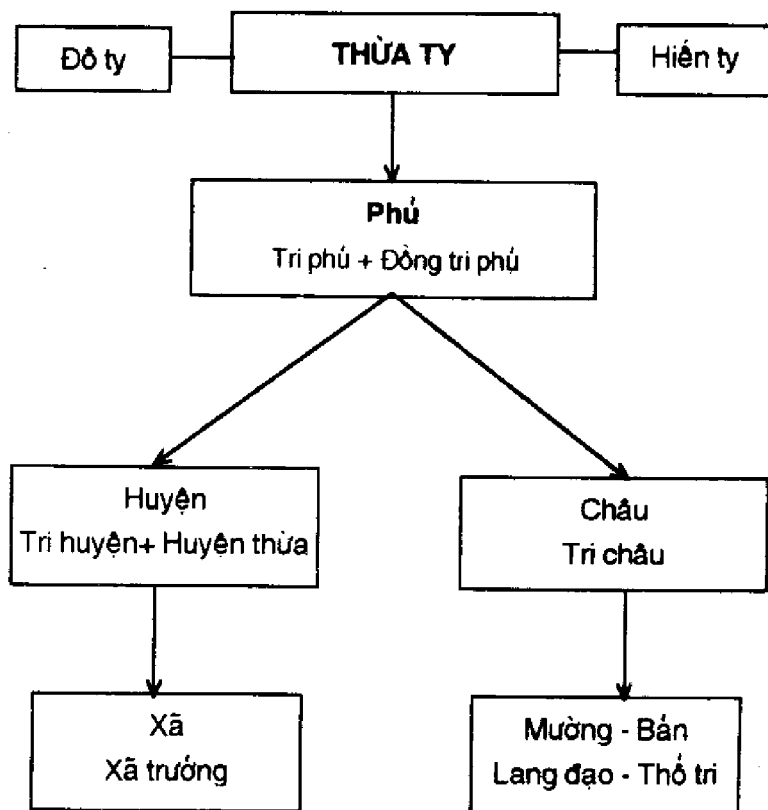 Đô ty
THỪA TY
Hiến ty
Phủ
Tri phủ + Đồng tri phủ
Huyện
Tri huyện+ Huyện thừa
Châu
Tri châu
Xã
Xã trưởng
Mường - Bản
Lang đạo - Thổ tri